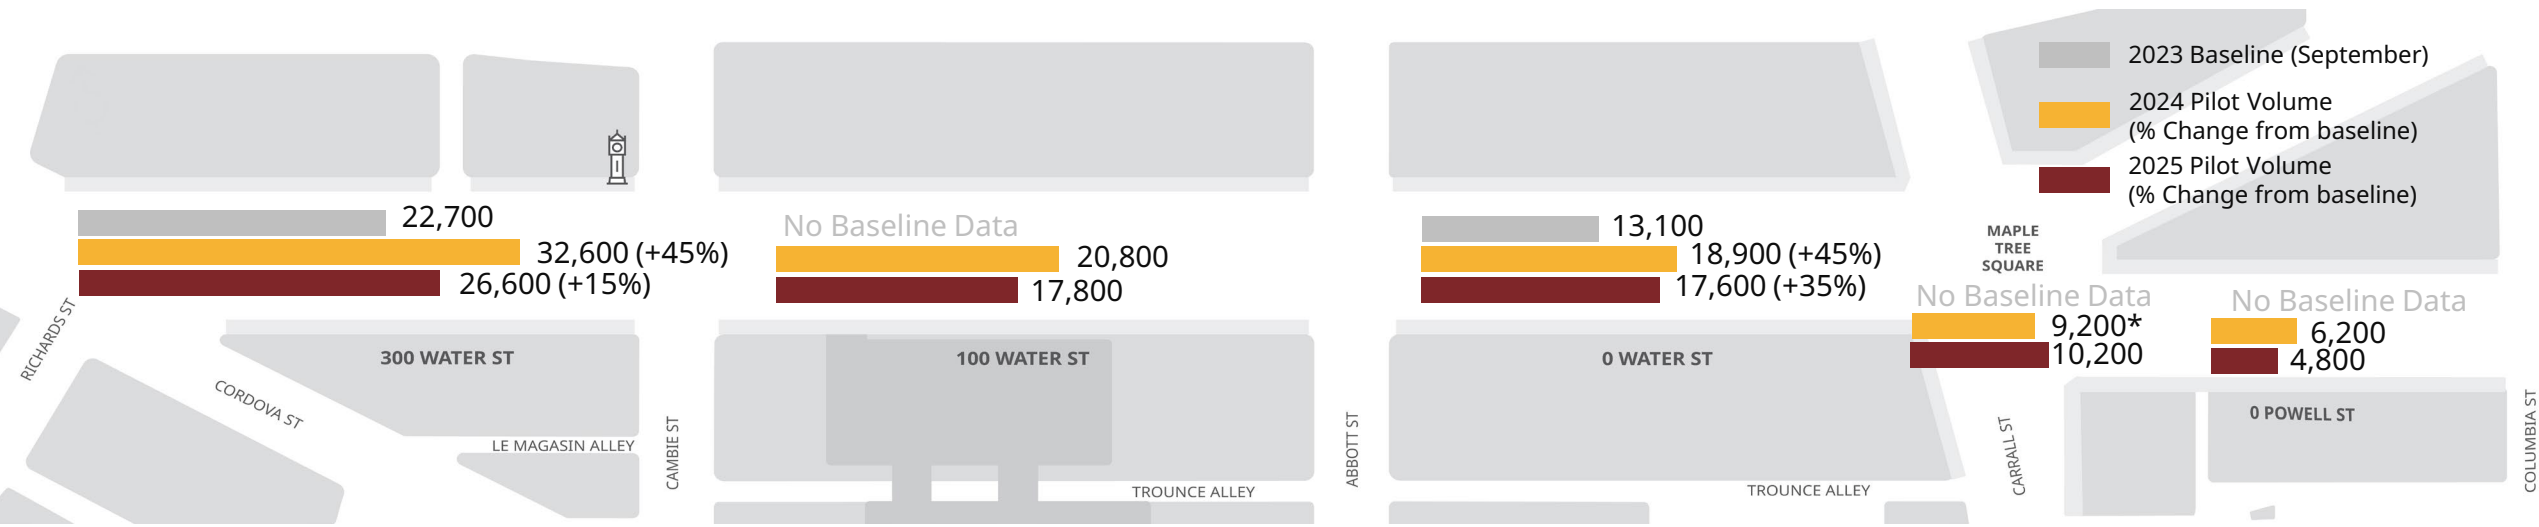 2023 Baseline (September)
2024 Pilot Volume
(% Change from baseline)
2025 Pilot Volume
(% Change from baseline)
22,700
32,600 (+45%)
26,600 (+15%)
No Baseline Data
20,800
17,800
13,100
18,900 (+45%)
17,600 (+35%)
MAPLE
TREE
SQUARE
No Baseline Data
9,200*
10,200
No Baseline Data
6,200
4,800
RICHARDS ST
CORDOVA ST
300 WATER ST
LE MAGASIN ALLEY
CAMBIE ST
100 WATER ST
TROUNCE ALLEY
ABBOTT ST
0 WATER ST
TROUNCE ALLEY
CARRALL ST
0 POWELL ST
COLUMBIA ST